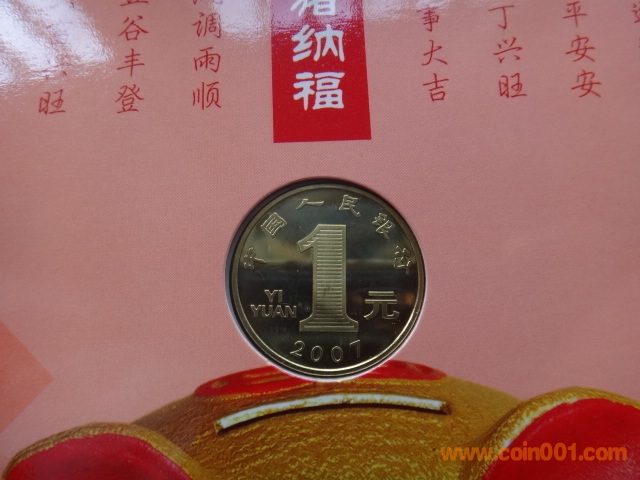 平安安
丁兴旺
事大吉
猪纳福
调雨顺
谷丰登
旺
中国人民银行
1元
YI
YUAN
2007
www.coin001.com